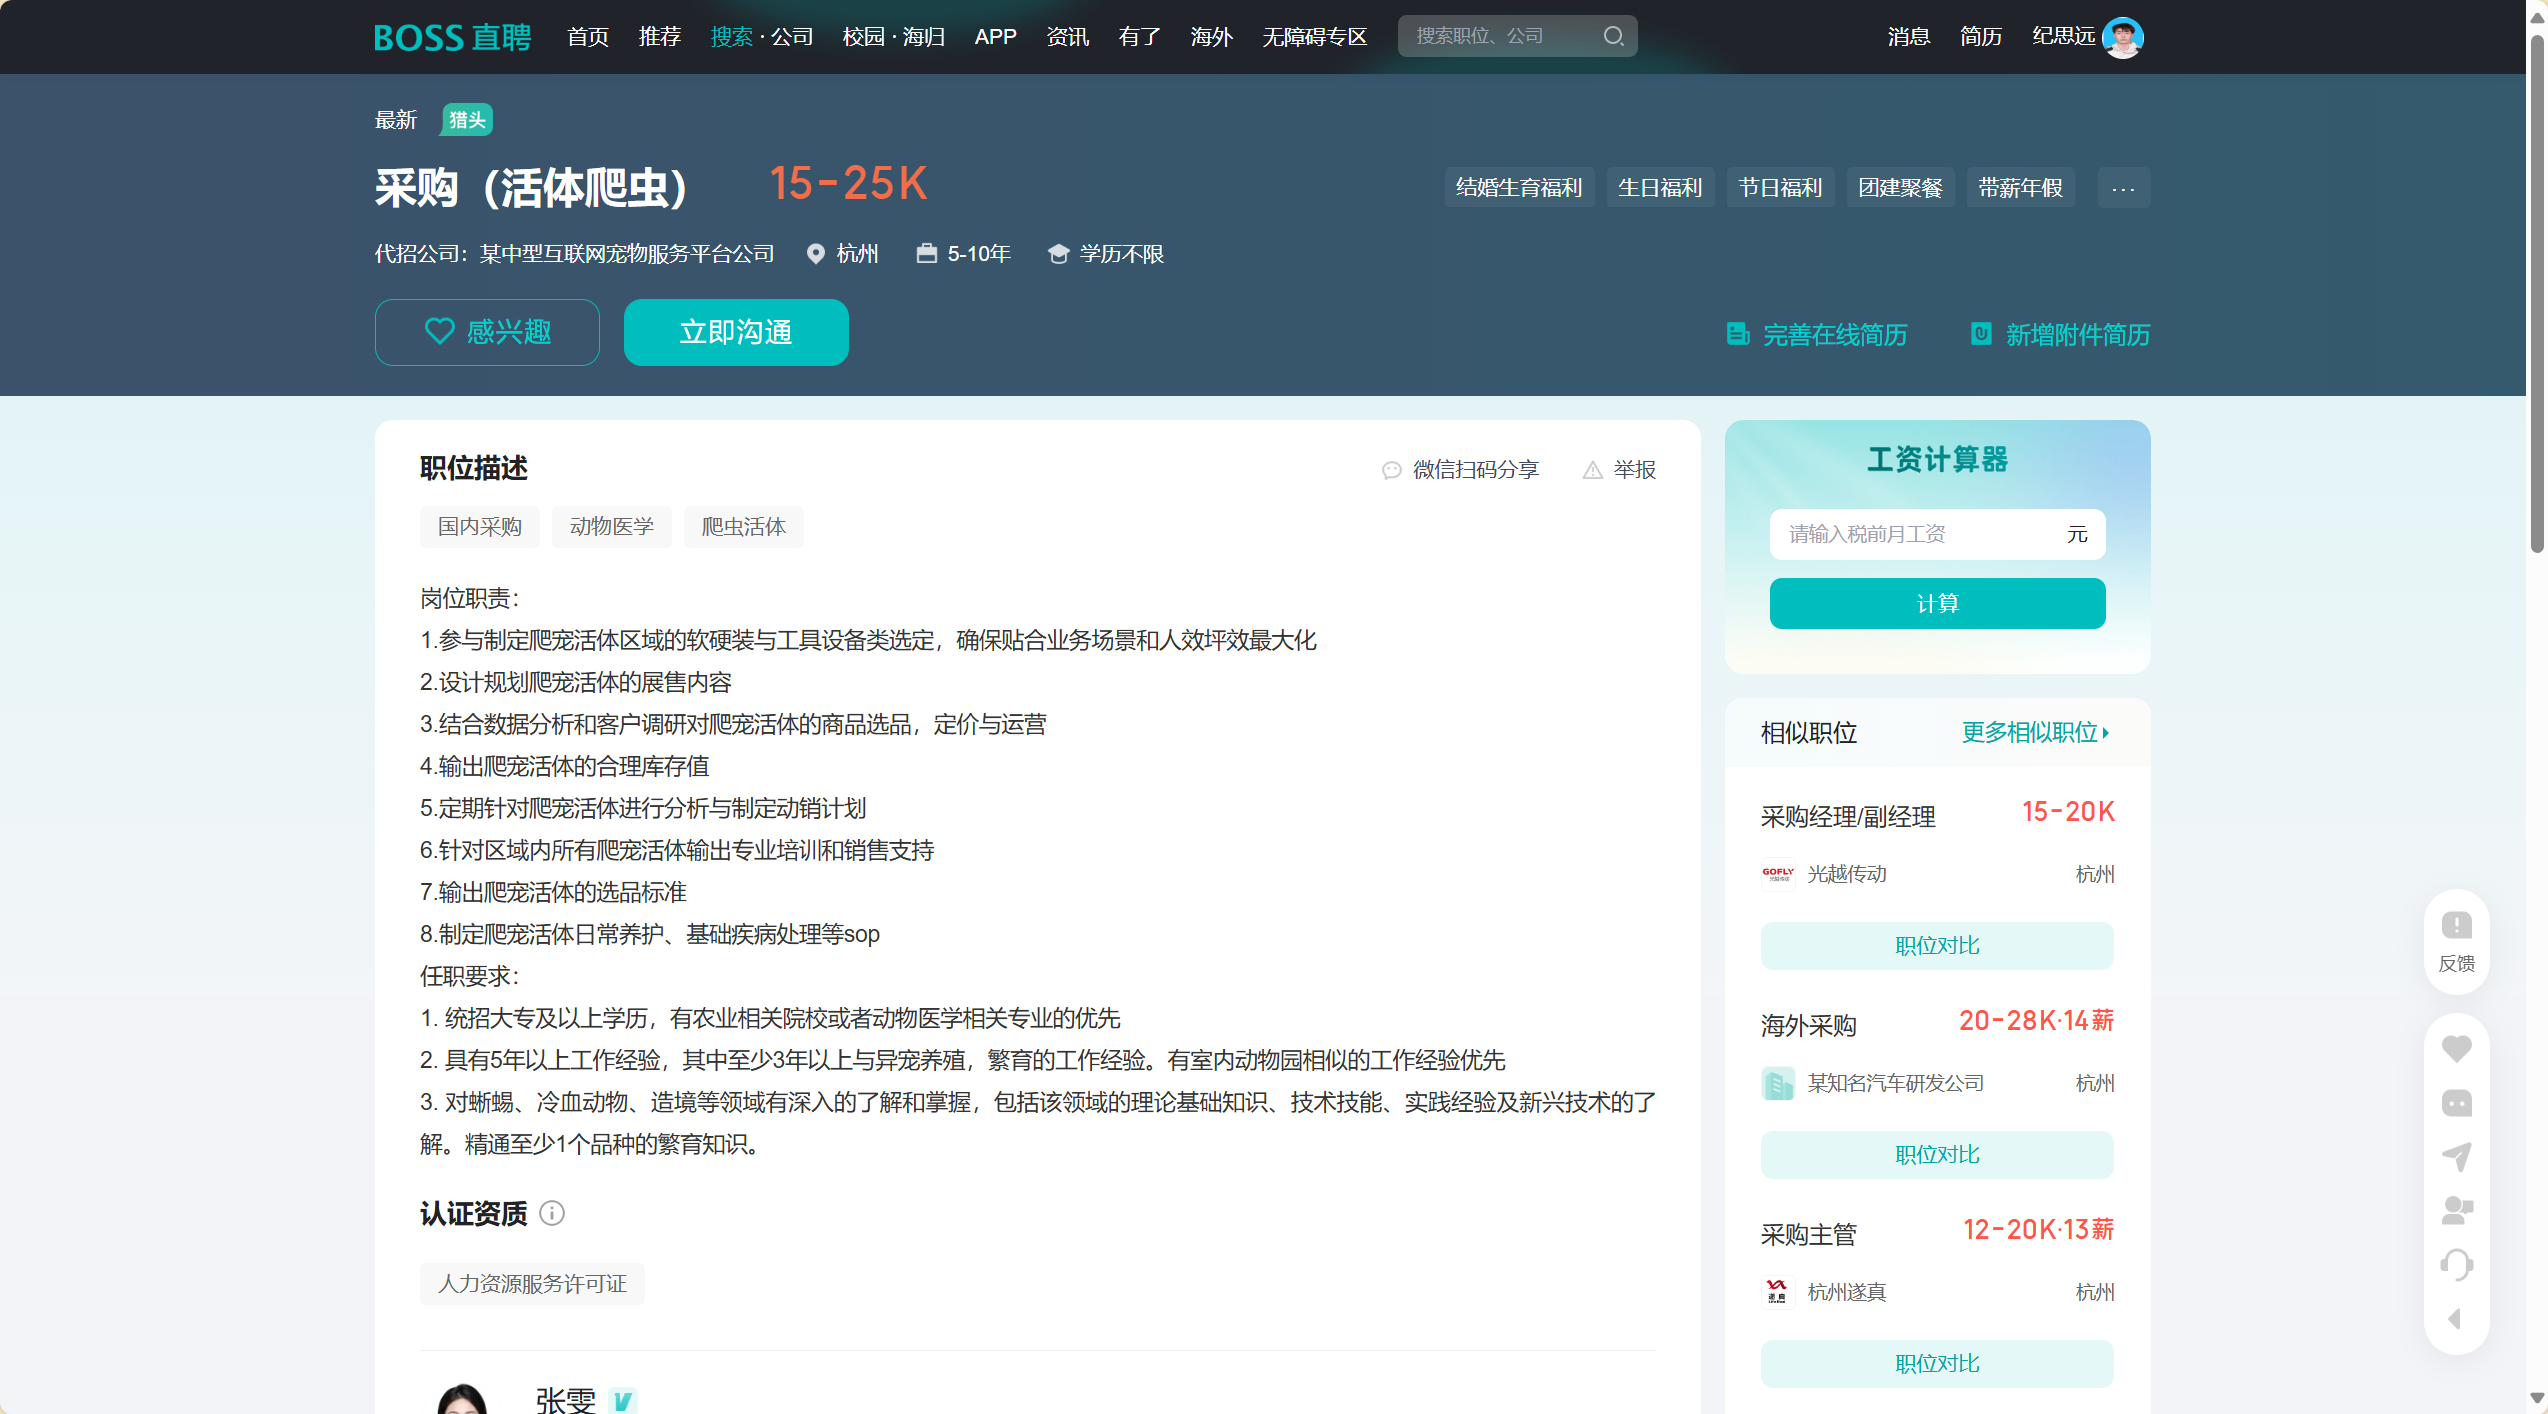 BOSS 直聘 首页 推荐 搜索 · 公司 校园 · 海归 APP 资讯 有了 海外 无障碍专区 搜索职位、公司 消息 简历 纪思远
最新 猎头
采购（活体爬虫） 15-25K 结婚生育福利 生日福利 节日福利 团建聚餐 带薪年假 ···
代招公司：某中型互联网宠物服务平台公司 杭州 5-10年 学历不限
感兴趣 立即沟通 完善在线简历 新增附件简历
职位描述 微信扫码分享 举报
国内采购 动物医学 爬虫活体
岗位职责：
1.参与制定爬宠活体区域的软硬装与工具设备类选定，确保贴合业务场景和人效坪效最大化
2.设计规划爬宠活体的展售内容
3.结合数据分析和客户调研对爬宠活体的商品选品，定价与运营
4.输出爬宠活体的合理库存值
5.定期针对爬宠活体进行分析与制定动销计划
6.针对区域内所有爬宠活体输出专业培训和销售支持
7.输出爬宠活体的选品标准
8.制定爬宠活体日常养护、基础疾病处理等sop
任职要求：
1. 统招大专及以上学历，有农业相关院校或者动物医学相关专业的优先
2. 具有5年以上工作经验，其中至少3年以上与异宠养殖，繁育的工作经验。有室内动物园相似的工作经验优先
3. 对蜥蜴、冷血动物、造境等领域有深入的了解和掌握，包括该领域的理论基础知识、技术技能、实践经验及新兴技术的了
解。精通至少1个品种的繁育知识。
认证资质
人力资源服务许可证
张雯
工资计算器
请输入税前月工资 元
计算
相似职位 更多相似职位
采购经理/副经理 15-20K
GOFLY 光越传动 杭州
职位对比
海外采购 20-28K·14薪
某知名汽车研发公司 杭州
职位对比
采购主管 12-20K·13薪
杭州遂真 杭州
职位对比
反馈